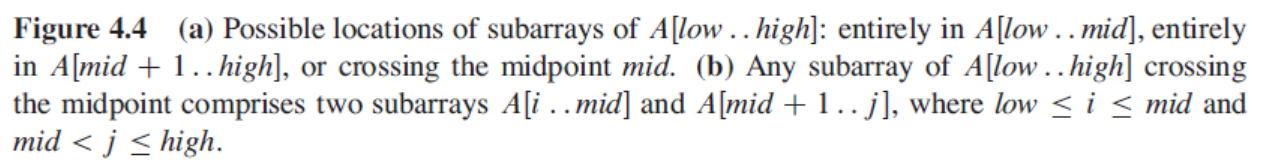 Figure 4.4 (a) Possible locations of subarrays of A[low . . high]: entirely in A[low . . mid], entirely
in A[mid + 1 . . high], or crossing the midpoint mid. (b) Any subarray of A[low . . high] crossing
the midpoint comprises two subarrays A[i . . mid] and A[mid + 1 . . j], where low ≤ i ≤ mid and
mid < j ≤ high.